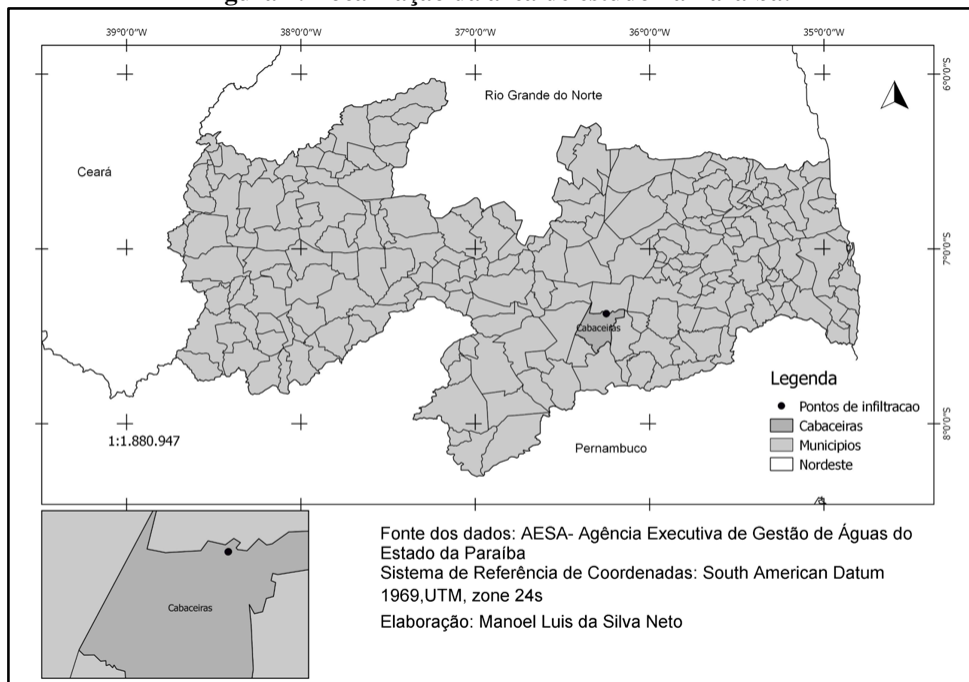 39°0'0"W 38°0'0"W 37°0'0"W 36°0'0"W 35°0'0"W
6°0'0"S
Rio Grande do Norte
Ceará
7°0'0"S
Cabaceiras
Legenda
Pontos de infiltracao
Cabaceiras
Municipios
Nordeste
8°0'0"S
1:1.880.947
Pernambuco
Cabaceiras
Fonte dos dados: AESA- Agência Executiva de Gestão de Águas do
Estado da Paraíba
Sistema de Referência de Coordenadas: South American Datum
1969,UTM, zone 24s
Elaboração: Manoel Luis da Silva Neto